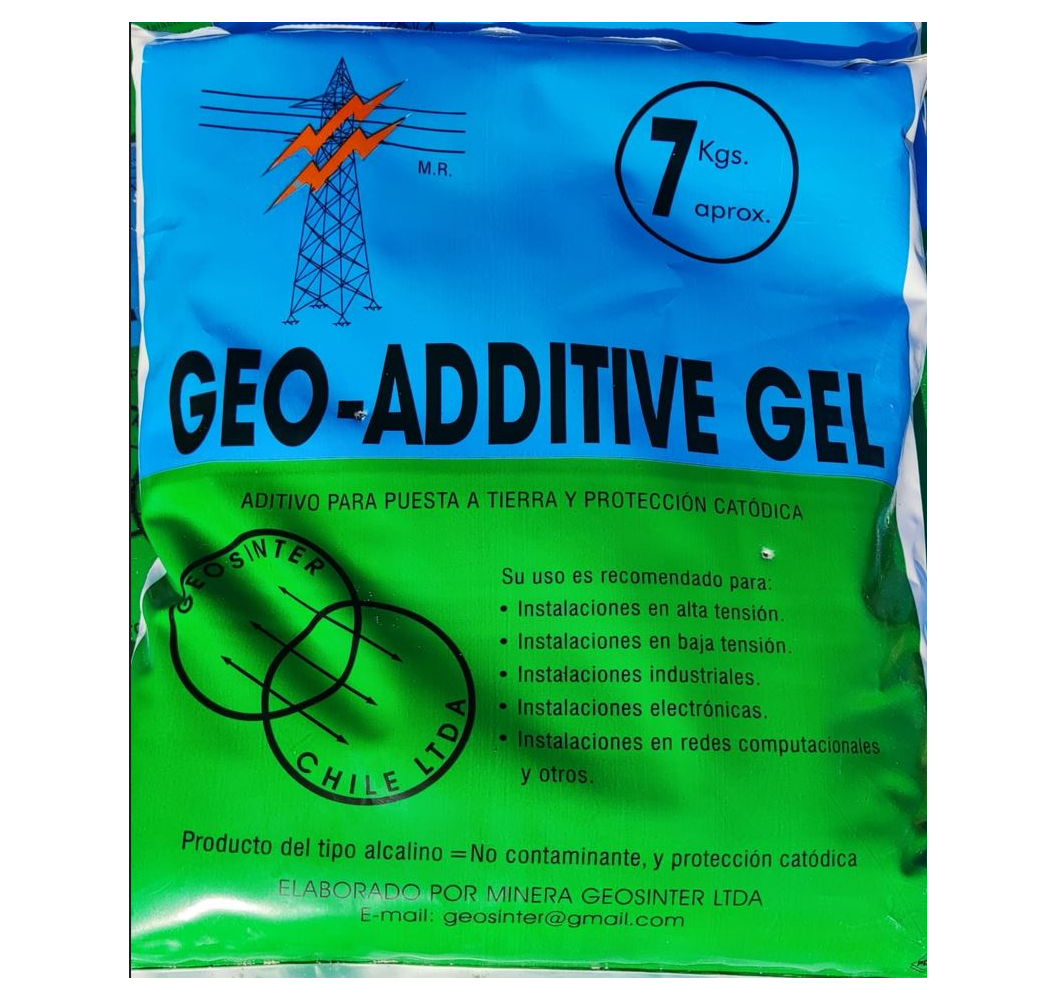 M.R.
7 Kgs.
aprox.
GEO-ADDITIVE GEL
ADITIVO PARA PUESTA A TIERRA Y PROTECCIÓN CATÓDICA
GEOSINTER
CHILE LTDA
Su uso es recomendado para:
• Instalaciones en alta tensión.
• Instalaciones en baja tensión.
• Instalaciones industriales.
• Instalaciones electrónicas.
• Instalaciones en redes computacionales
y otros.
Producto del tipo alcalino = No contaminante, y protección catódica
ELABORADO POR MINERA GEOSINTER LTDA
E-mail: geosinter@gmail.com